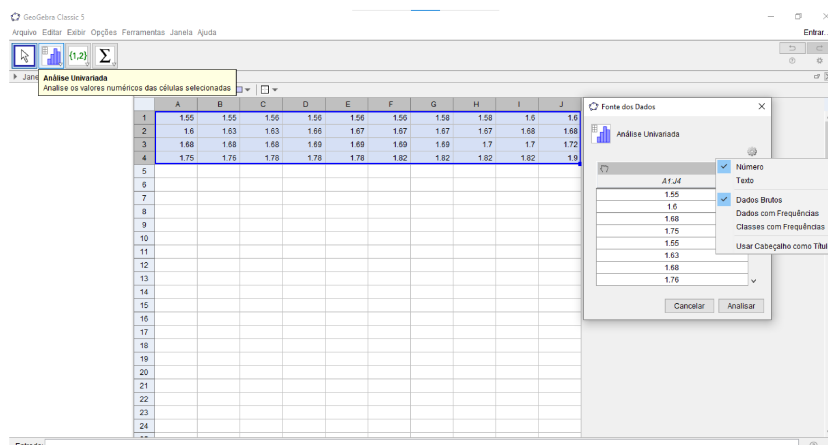 GeoGebra Classic 5
Arquivo Editar Exibir Opções Ferramentas Janela Ajuda
Entrar...
{1,2} Σ
Jane
Análise Univariada
Analise os valores numéricos das células selecionadas
A B C D E F G H I J
1 1.55 1.55 1.56 1.56 1.56 1.56 1.58 1.58 1.6 1.6
2 1.6 1.63 1.63 1.66 1.67 1.67 1.67 1.67 1.68 1.68
3 1.68 1.68 1.68 1.69 1.69 1.69 1.69 1.7 1.7 1.72
4 1.75 1.76 1.78 1.78 1.78 1.82 1.82 1.82 1.82 1.9
5
6
7
8
9
10
11
12
13
14
15
16
17
18
19
20
21
22
23
24
Fonte dos Dados
Análise Univariada
A1:J4
1.55
1.6
1.68
1.75
1.55
1.63
1.68
1.76
Cancelar Analisar
Número
Texto
Dados Brutos
Dados com Frequências
Classes com Frequências
Usar Cabeçalho como Títul